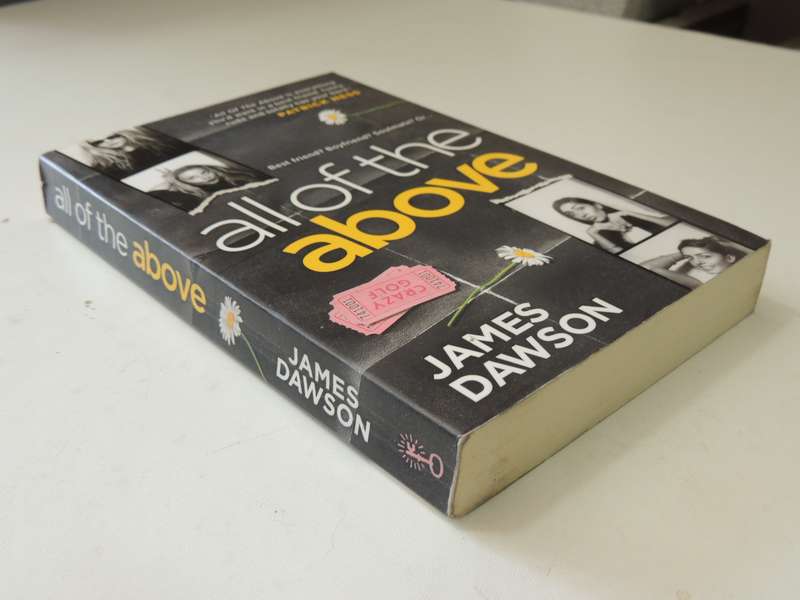 'All Of The Above is everything
PATRICK NESS
Best friend? Boyfriend? Soulmate? Or...
all of the
above
CRAZY
GOLF
JAMES
DAWSON
all of the above
JAMES
DAWSON